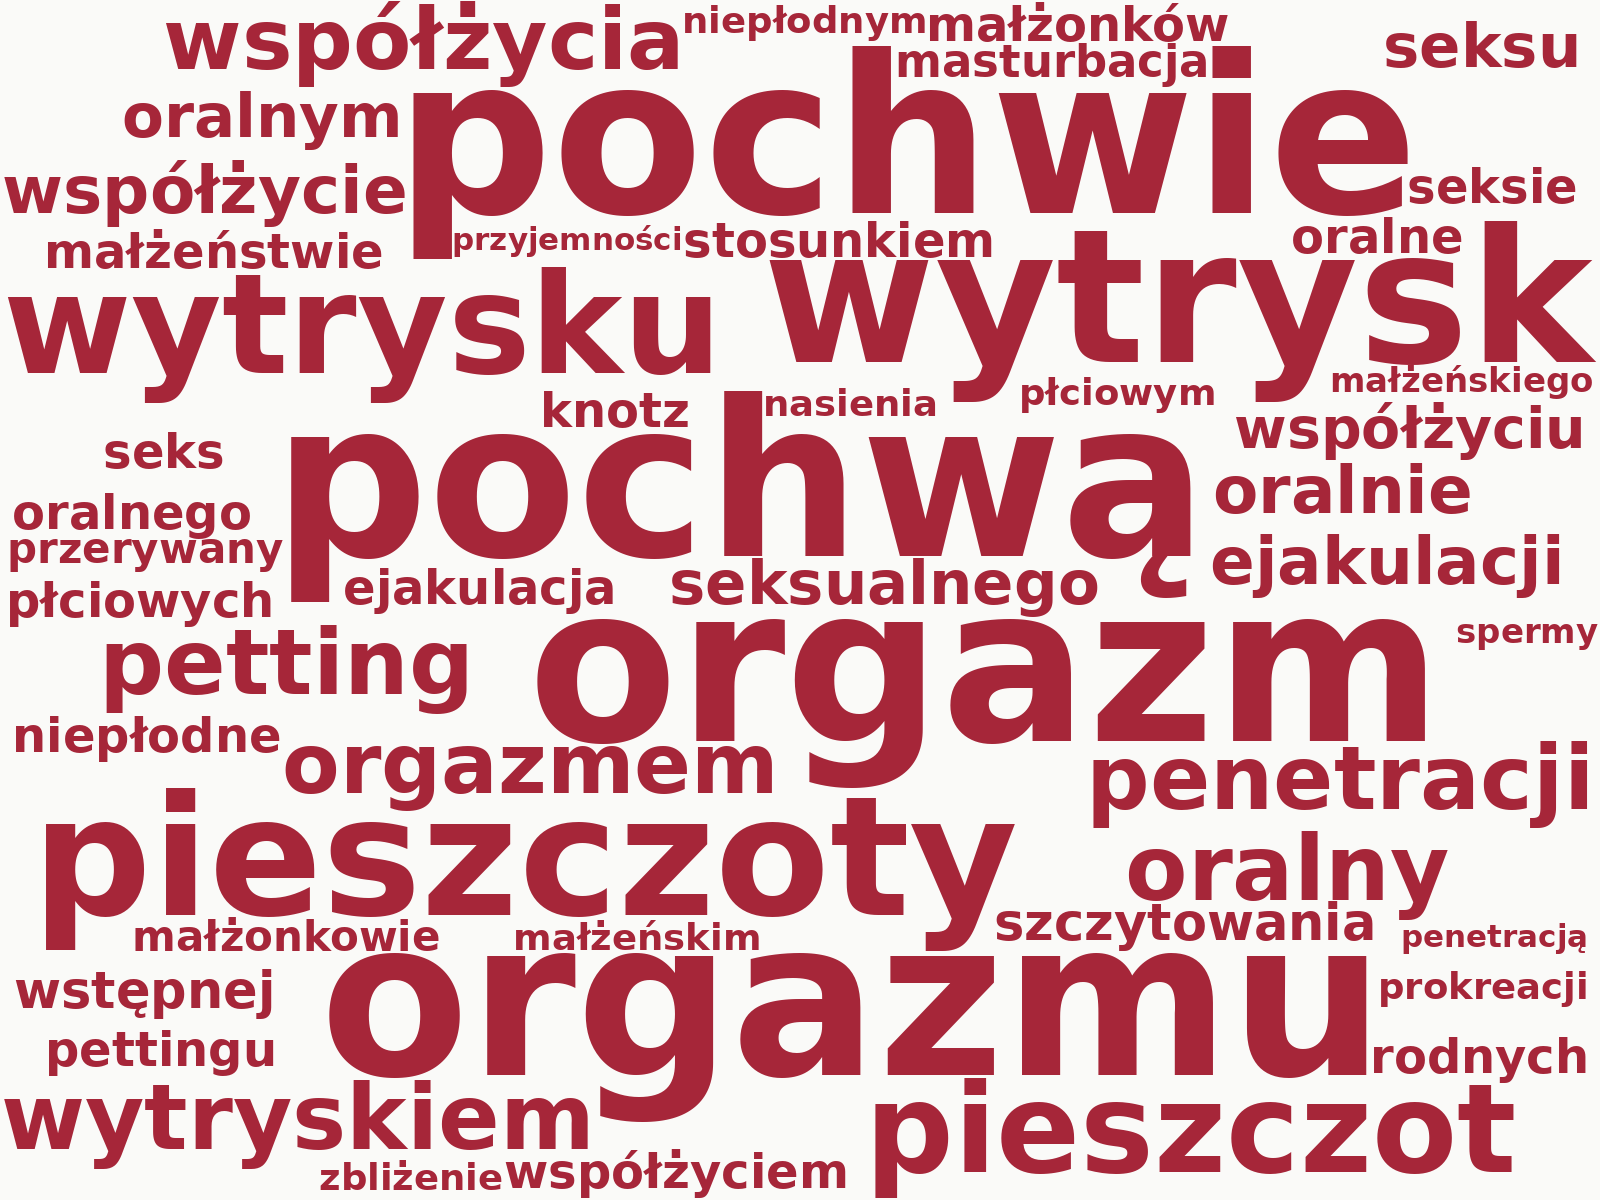 współżycia niepłodnym małżonków
masturbacja seksu
oralnym pochwie
współżycie seksie
małżeństwie przyjemności stosunkiem oralne
wytrysku wytrysk
knotz nasienia płciowym małżeńskiego
seks pochwą współżyciu
oralnego oralnie
przerywany ejakulacji
płciowych ejakulacja seksualnego
petting orgazm spermy
niepłodne orgazmem penetracji
pieszczoty oralny
małżonkowie małżeńskim szczytowania penetracją
wstępnej orgazmu prokreacji
pettingu rodnych
wytryskiem pieszczot
zbliżenie współżyciem